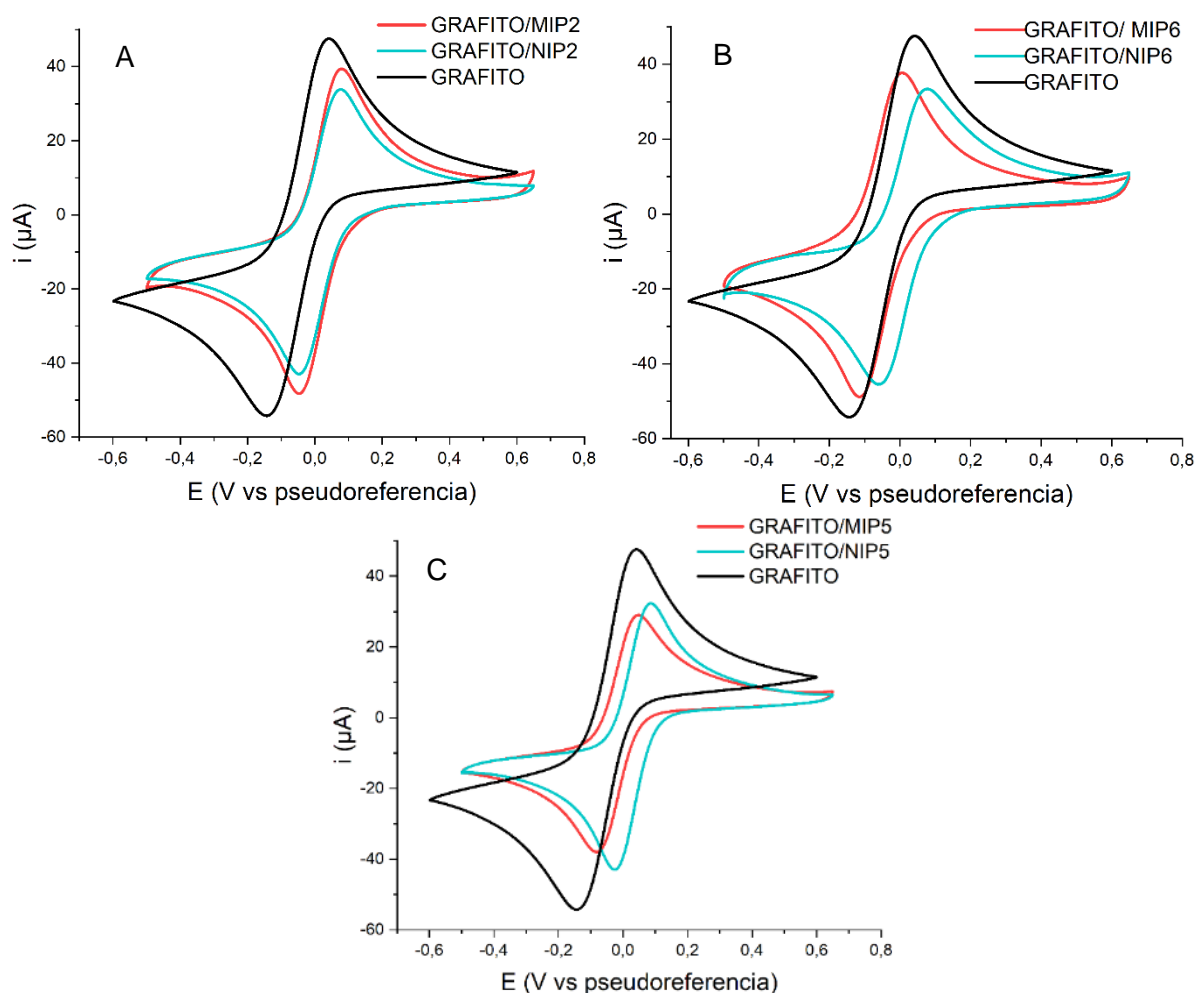 A
GRAFITO/MIP2
GRAFITO/NIP2
GRAFITO
40
20
0
-20
-40
-60
i (µA)
-0,6 -0,4 -0,2 0,0 0,2 0,4 0,6 0,8
E (V vs pseudoreferencia)
B
GRAFITO/ MIP6
GRAFITO/NIP6
GRAFITO
40
20
0
-20
-40
-60
i (µA)
-0,6 -0,4 -0,2 0,0 0,2 0,4 0,6 0,8
E (V vs pseudoreferencia)
C
GRAFITO/MIP5
GRAFITO/NIP5
GRAFITO
40
20
0
-20
-40
-60
i (µA)
-0,6 -0,4 -0,2 0,0 0,2 0,4 0,6 0,8
E (V vs pseudoreferencia)